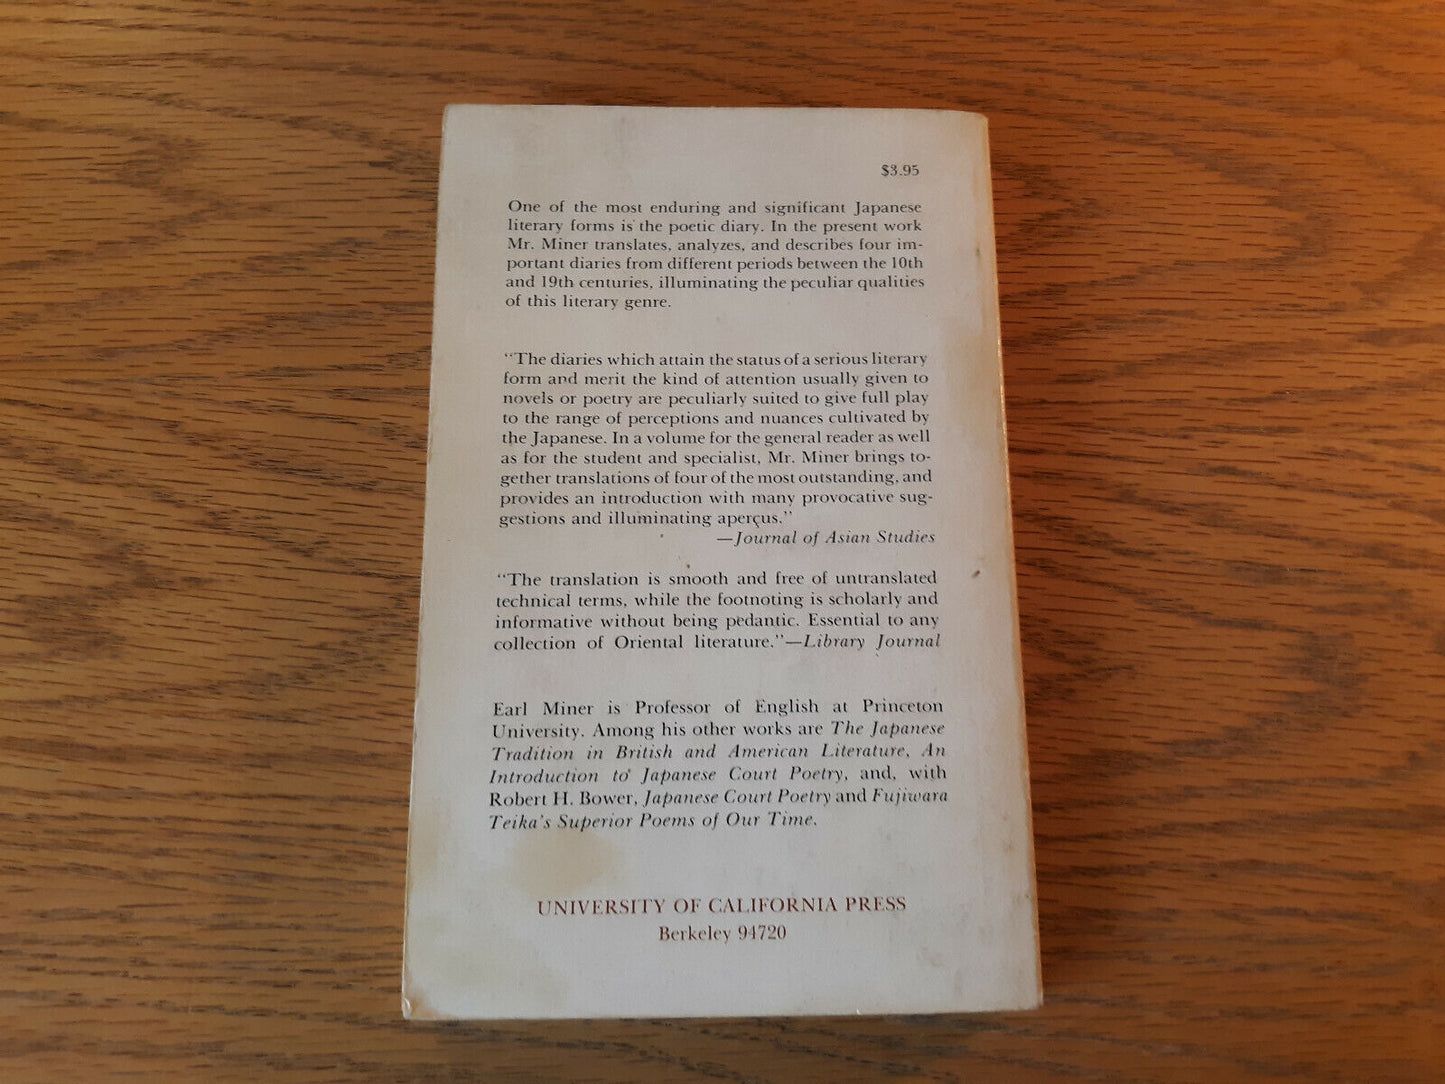 $3.95
One of the most enduring and significant Japanese
literary forms is the poetic diary. In the present work
Mr. Miner translates, analyzes, and describes four im-
portant diaries from different periods between the 10th
and 19th centuries, illuminating the peculiar qualities
of this literary genre.
"The diaries which attain the status of a serious literary
form and merit the kind of attention usually given to
novels or poetry are peculiarly suited to give full play
to the range of perceptions and nuances cultivated by
the Japanese. In a volume for the general reader as well
as for the student and specialist, Mr. Miner brings to-
gether translations of four of the most outstanding, and
provides an introduction with many provocative sug-
gestions and illuminating aperçus."
—Journal of Asian Studies
"The translation is smooth and free of untranslated
technical terms, while the footnoting is scholarly and
informative without being pedantic. Essential to any
collection of Oriental literature."—Library Journal
Earl Miner is Professor of English at Princeton
University. Among his other works are The Japanese
Tradition in British and American Literature, An
Introduction to Japanese Court Poetry, and, with
Robert H. Bower, Japanese Court Poetry and Fujiwara
Teika's Superior Poems of Our Time.
UNIVERSITY OF CALIFORNIA PRESS
Berkeley 94720